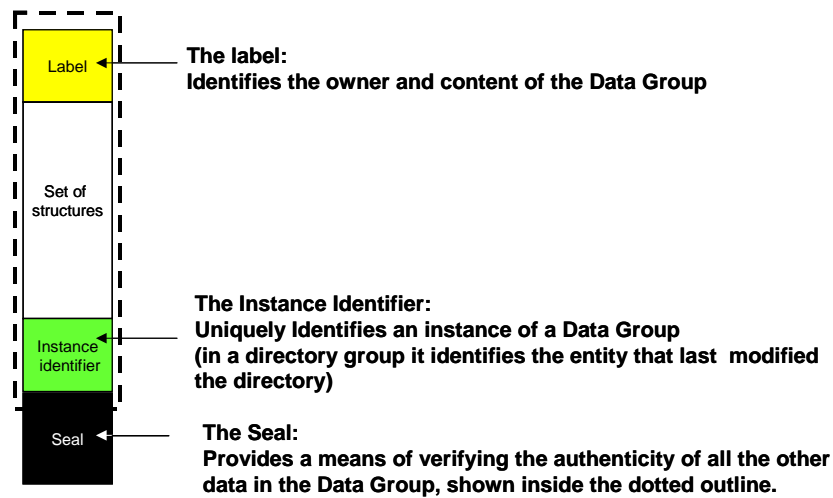 Label
The label:
Identifies the owner and content of the Data Group
Set of
structures
The Instance Identifier:
Uniquely Identifies an instance of a Data Group
(in a directory group it identifies the entity that last modified
the directory)
Instance
identifier
Seal
The Seal:
Provides a means of verifying the authenticity of all the other
data in the Data Group, shown inside the dotted outline.